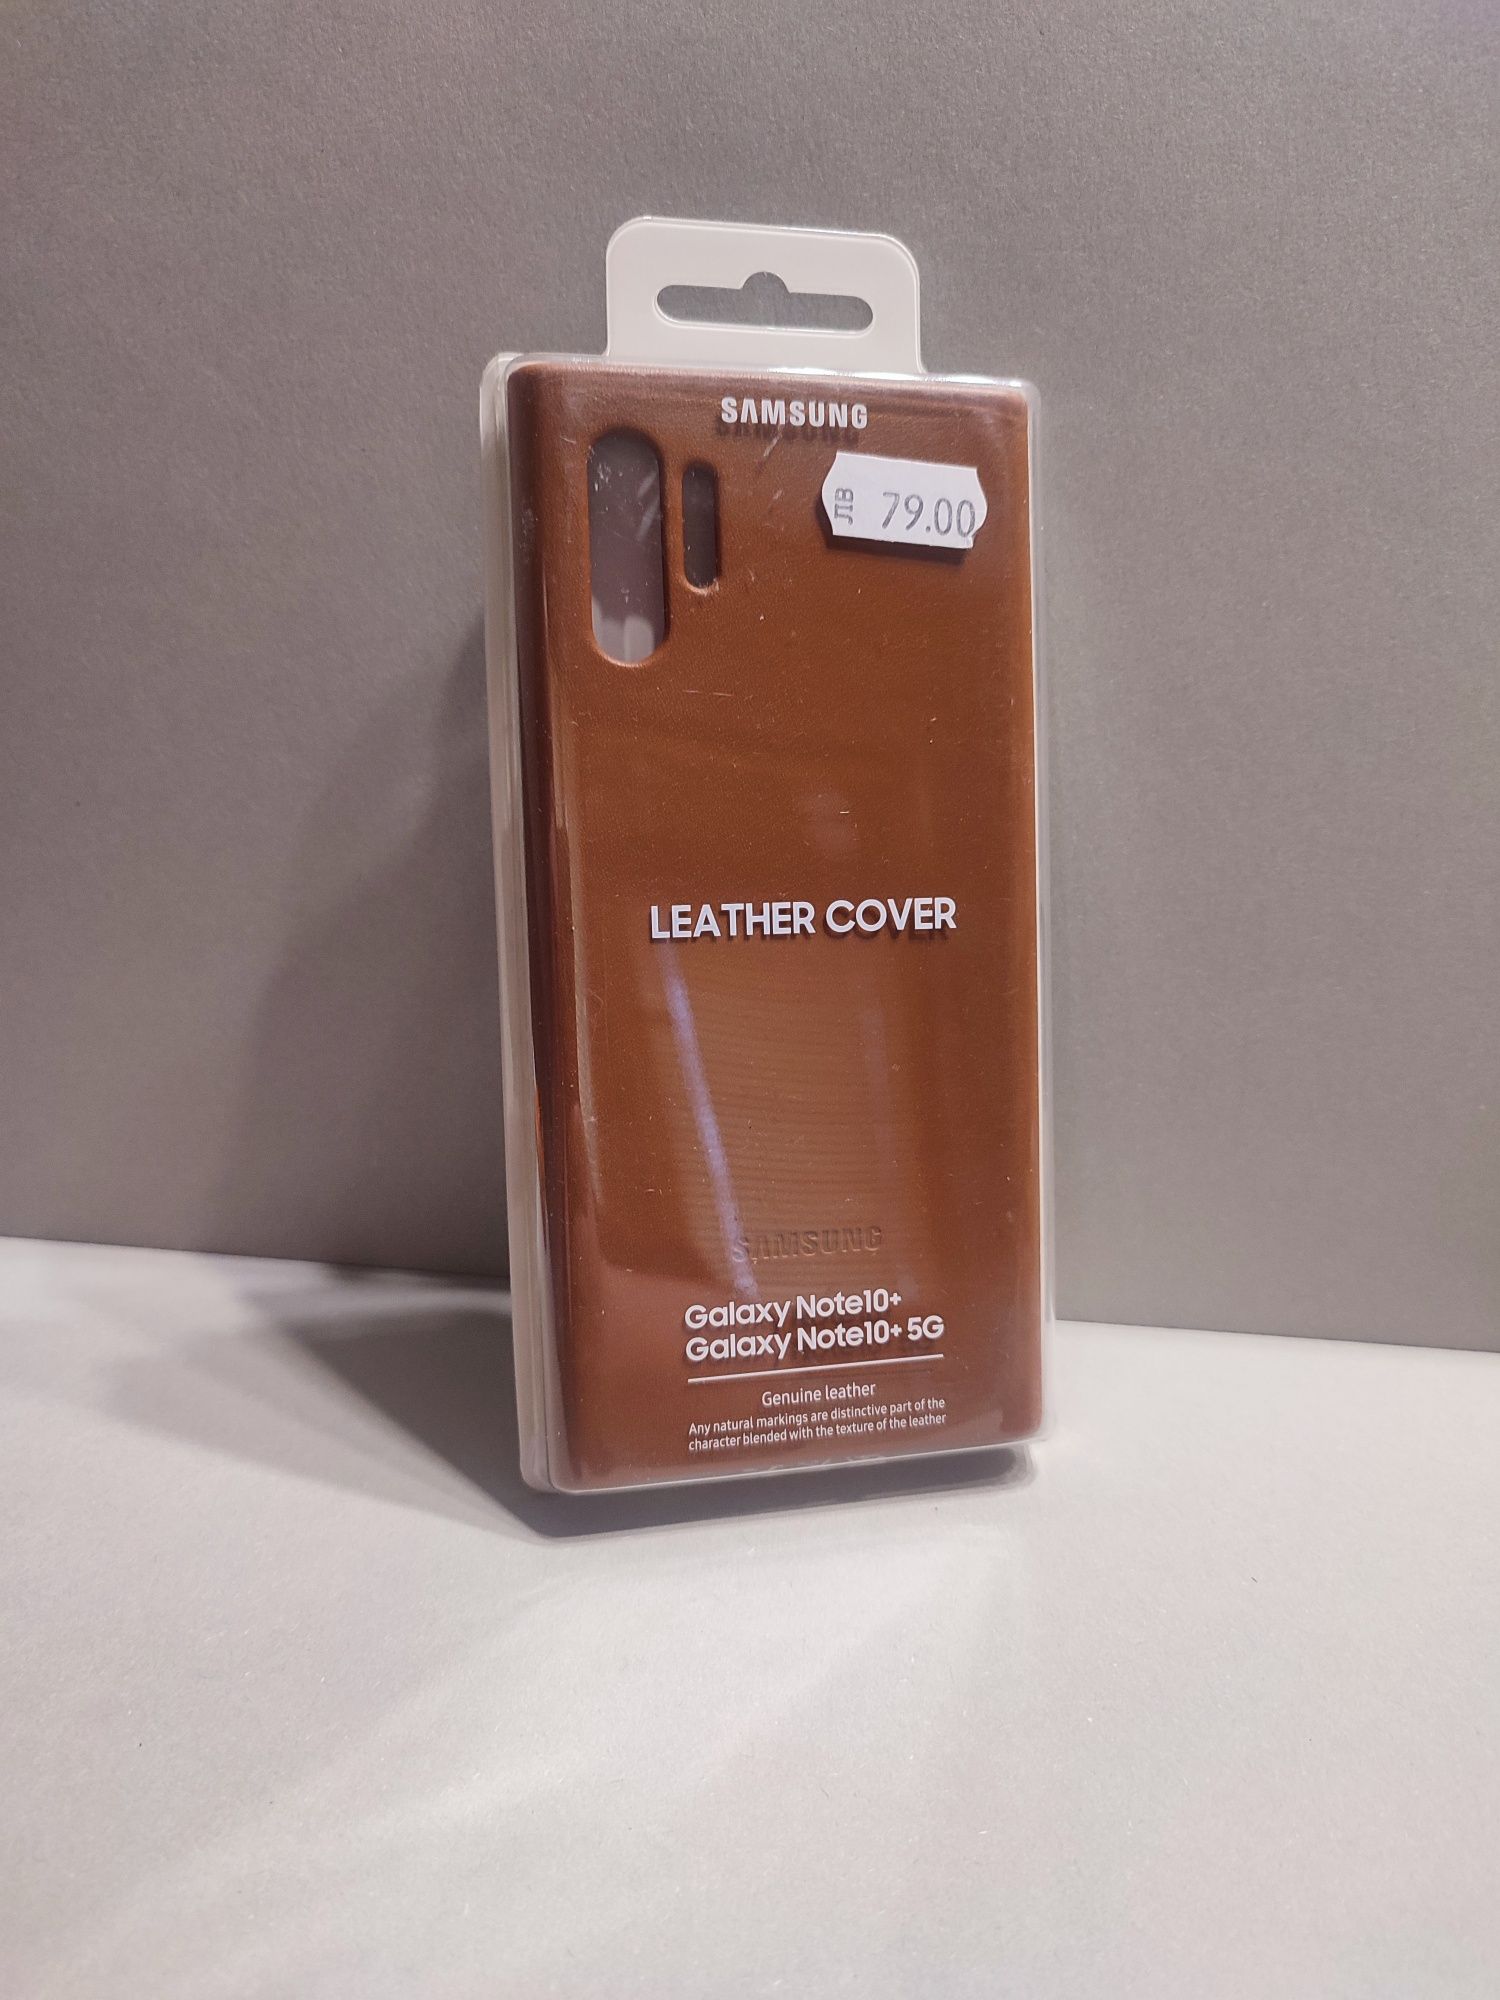 SAMSUNG
ЛВ 79.00
LEATHER COVER
SAMSUNG
Galaxy Note10+
Galaxy Note10+ 5G
Genuine leather
Any natural markings are distinctive part of the
character blended with the texture of the leather